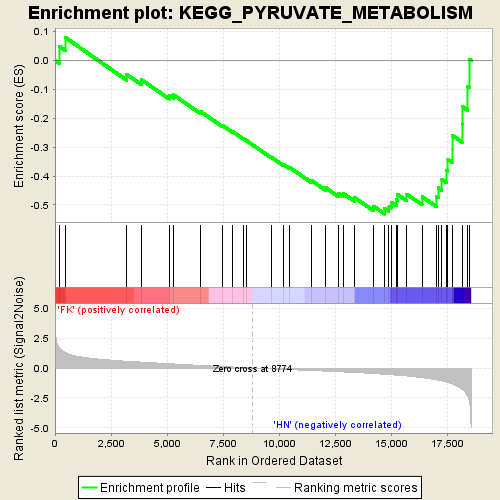 Enrichment plot: KEGG_PYRUVATE_METABOLISM
Enrichment score (ES)
0.1
0.0
-0.1
-0.2
-0.3
-0.4
-0.5
'FK' (positively correlated)
Ranked list metric (Signal2Noise)
5.0
2.5
0.0
-2.5
-5.0
Zero cross at 8774
'HN' (negatively correlated)
0 2,500 5,000 7,500 10,000 12,500 15,000 17,500
Rank in Ordered Dataset
Enrichment profile Hits Ranking metric scores